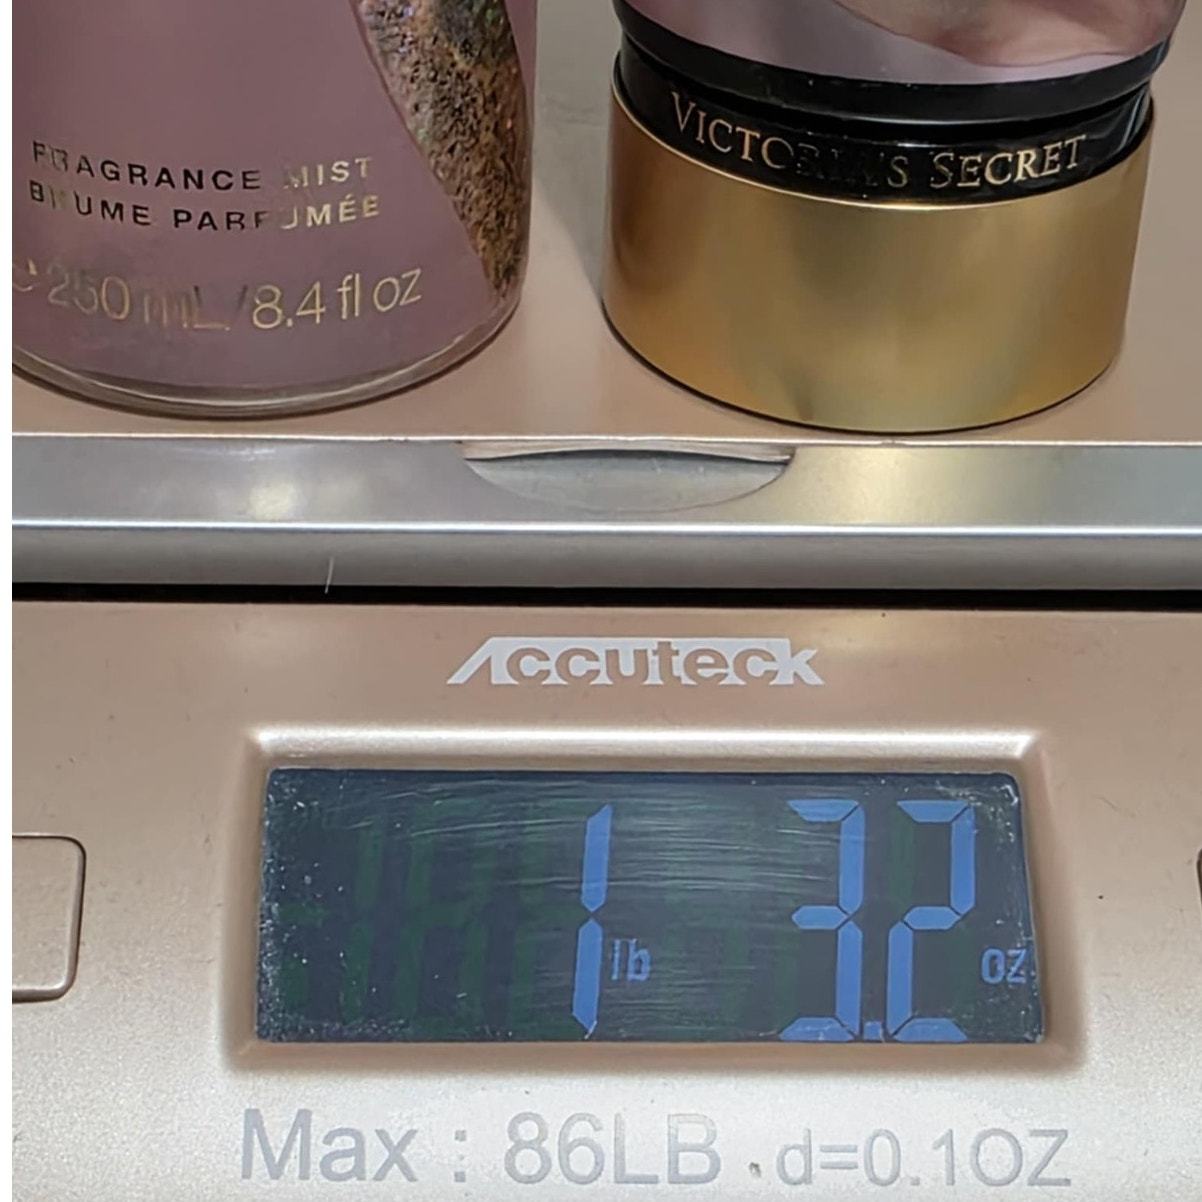 FRAGRANCE MIST
BRUME PARFUMÉE
℮ 250 mL / 8.4 fl oz
VICTORIA'S SECRET
Accuteck
1 lb 3.2 oz
Max : 86LB d=0.1OZ